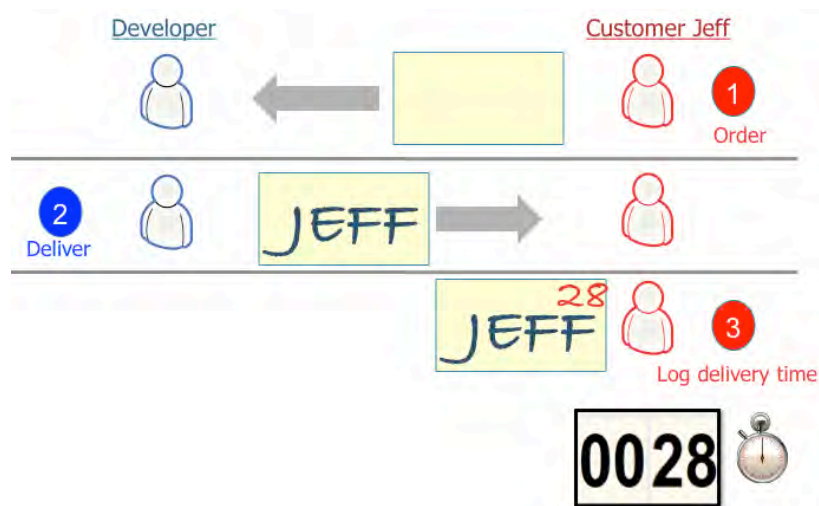 Developer
Customer Jeff
1
Order
2
Deliver
JEFF
28
JEFF
3
Log delivery time
0028